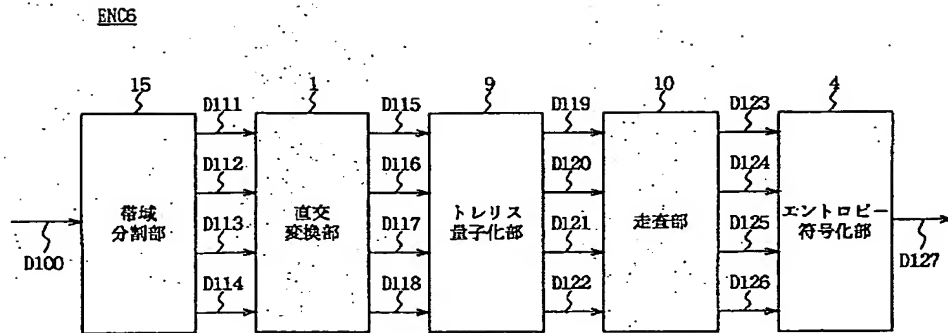 ENC6
15
1
9
10
4
D111
D115
D119
D123
D112
D116
D120
D124
帯域
分割部
直交
変換部
トレリス
量子化部
走査部
エントロピー
符号化部
D100
D113
D117
D121
D125
D127
D114
D118
D122
D126